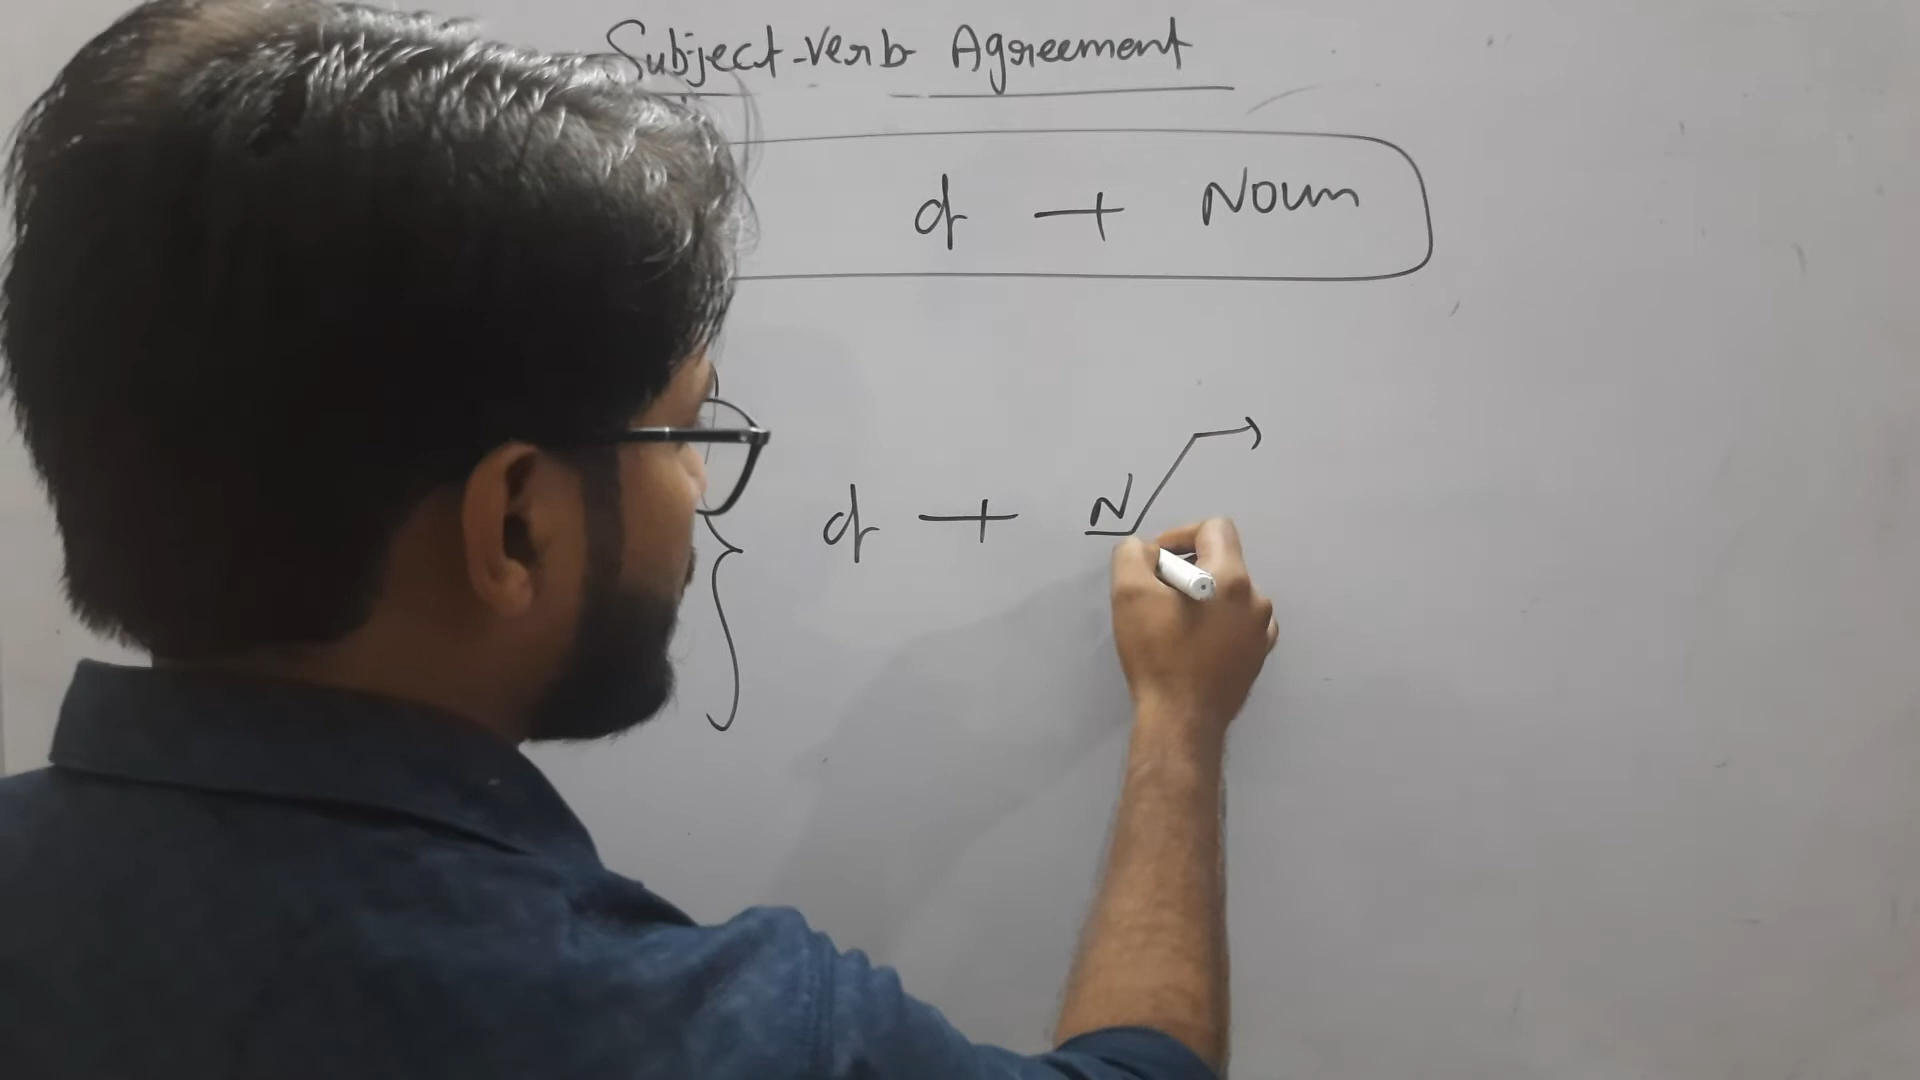 Subject-Verb Agreement
of + Noun
of + N